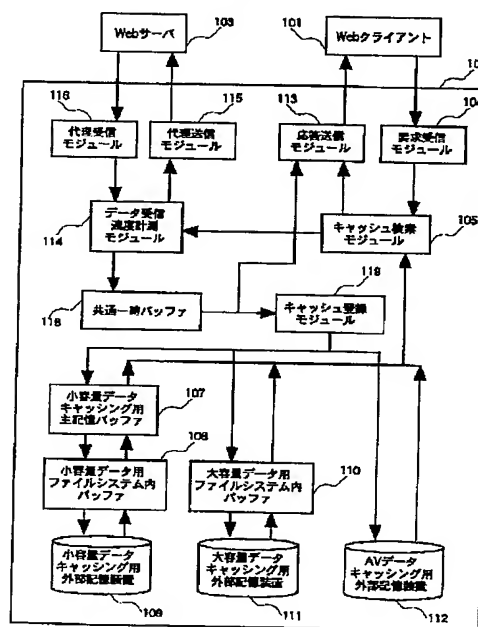 Webサーバ
103
101
Webクライアント
10
116
代理受信
モジュール
115
代理送信
モジュール
113
応答送信
モジュール
104
要求受信
モジュール
データ受信
速度計測
モジュール
114
キャッシュ検索
モジュール
105
共通一時バッファ
118
119
キャッシュ登録
モジュール
小容量データ
キャッシング用
主記憶バッファ
107
108
小容量データ用
ファイルシステム内
バッファ
大容量データ用
ファイルシステム内
バッファ
110
小容量データ
キャッシング用
外部記憶装置
109
大容量データ
キャッシング用
外部記憶装置
111
AVデータ
キャッシング用
外部記憶装置
112